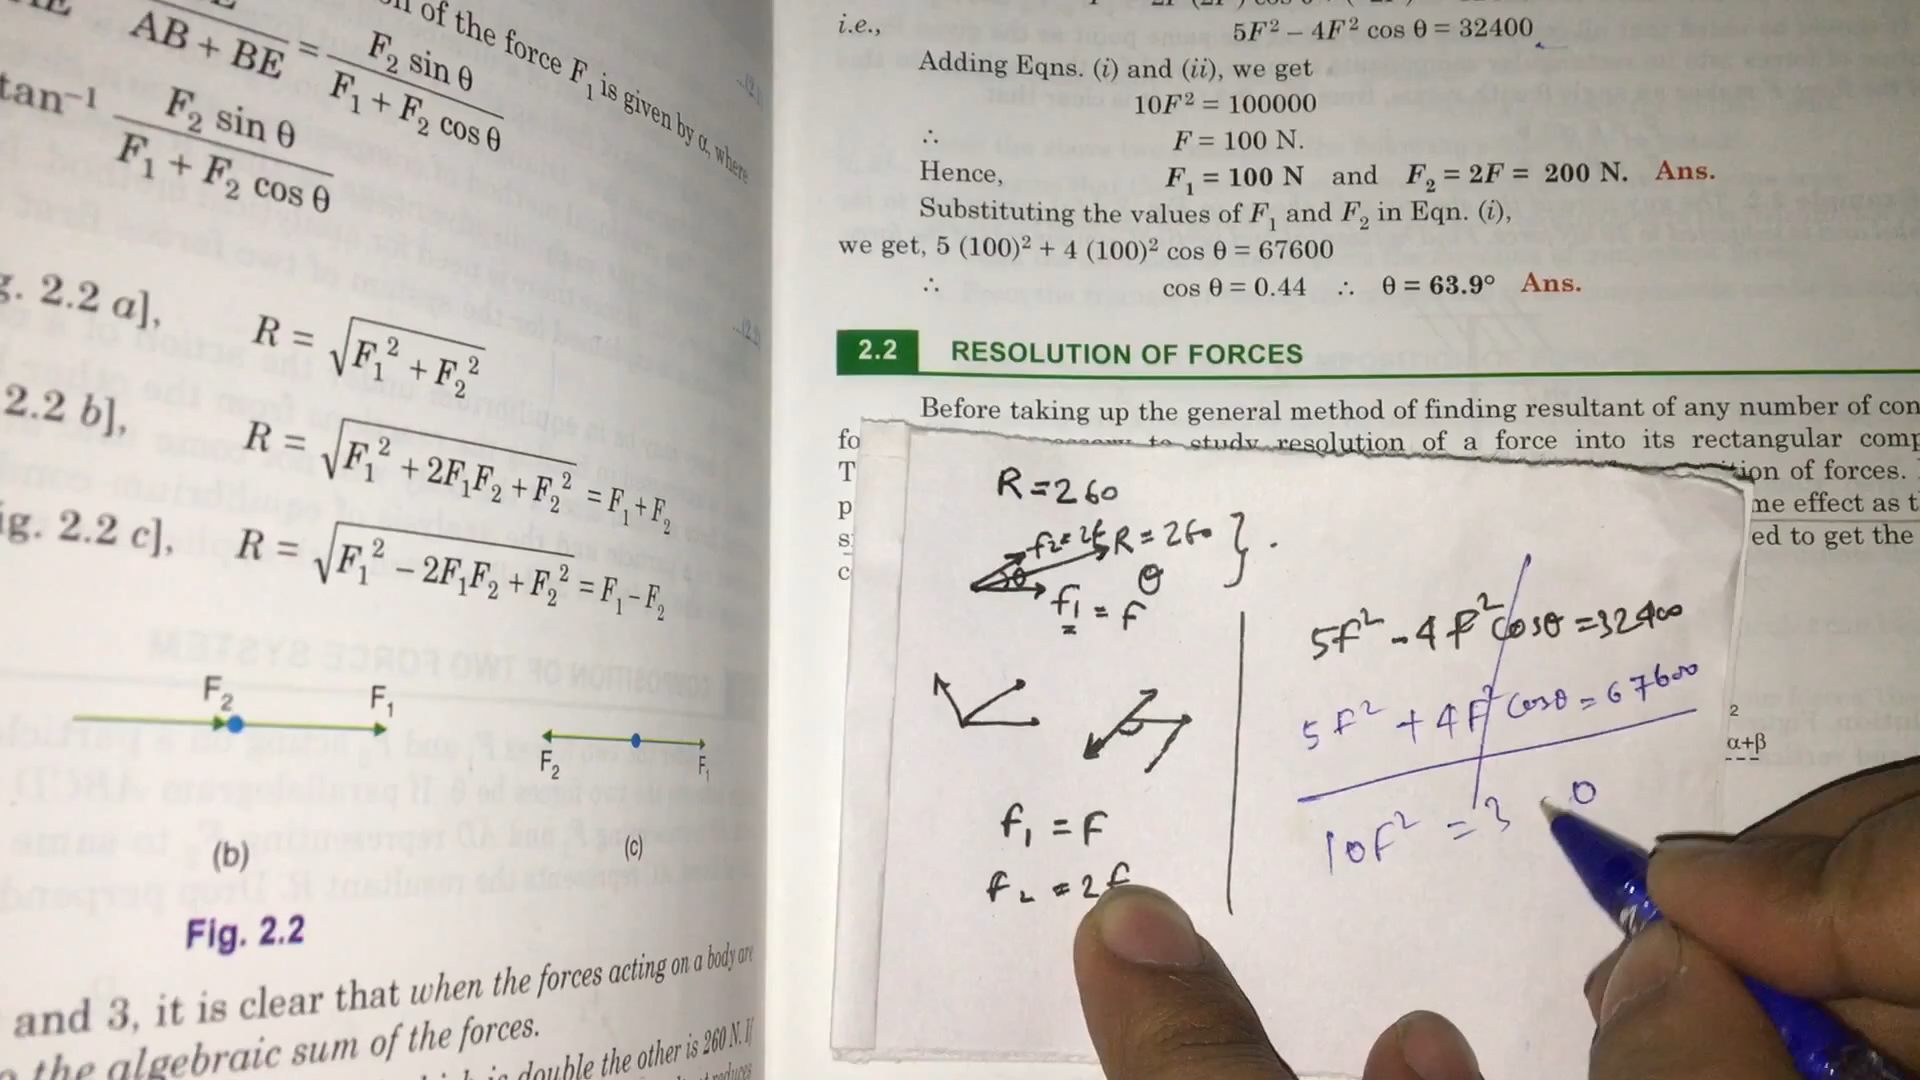 AB + BE = F₂ sin θ / F₁ + F₂ cos θ
of the force F₁ is given by α, where
tan⁻¹ F₂ sin θ / F₁ + F₂ cos θ
2.2 a], R = √F₁² + F₂²
2.2 b], R = √F₁² + 2F₁F₂ + F₂² = F₁ + F₂
ig. 2.2 c], R = √F₁² − 2F₁F₂ + F₂² = F₁ − F₂
F₂ F₁
F₂ F₁
(b) (c)
Fig. 2.2
and 3, it is clear that when the forces acting on a body are
the algebraic sum of the forces.
is double the other is 260 N. If
i.e., 5F² − 4F² cos θ = 32400
Adding Eqns. (i) and (ii), we get
10F² = 100000
∴ F = 100 N.
Hence, F₁ = 100 N and F₂ = 2F = 200 N. Ans.
Substituting the values of F₁ and F₂ in Eqn. (i),
we get, 5 (100)² + 4 (100)² cos θ = 67600
∴ cos θ = 0.44 ∴ θ = 63.9° Ans.
2.2 RESOLUTION OF FORCES
Before taking up the general method of finding resultant of any number of con
fo to study resolution of a force into its rectangular comp
T tion of forces.
p me effect as t
s ed to get the
c
R = 260
f₂ = 2f R = 260
θ θ
f₁ = f
f₁ = F
f₂ = 2f
5f² − 4f² cosθ = 32400
5f² + 4f² cosθ = 67600
10F² = 3 0
2
α+β